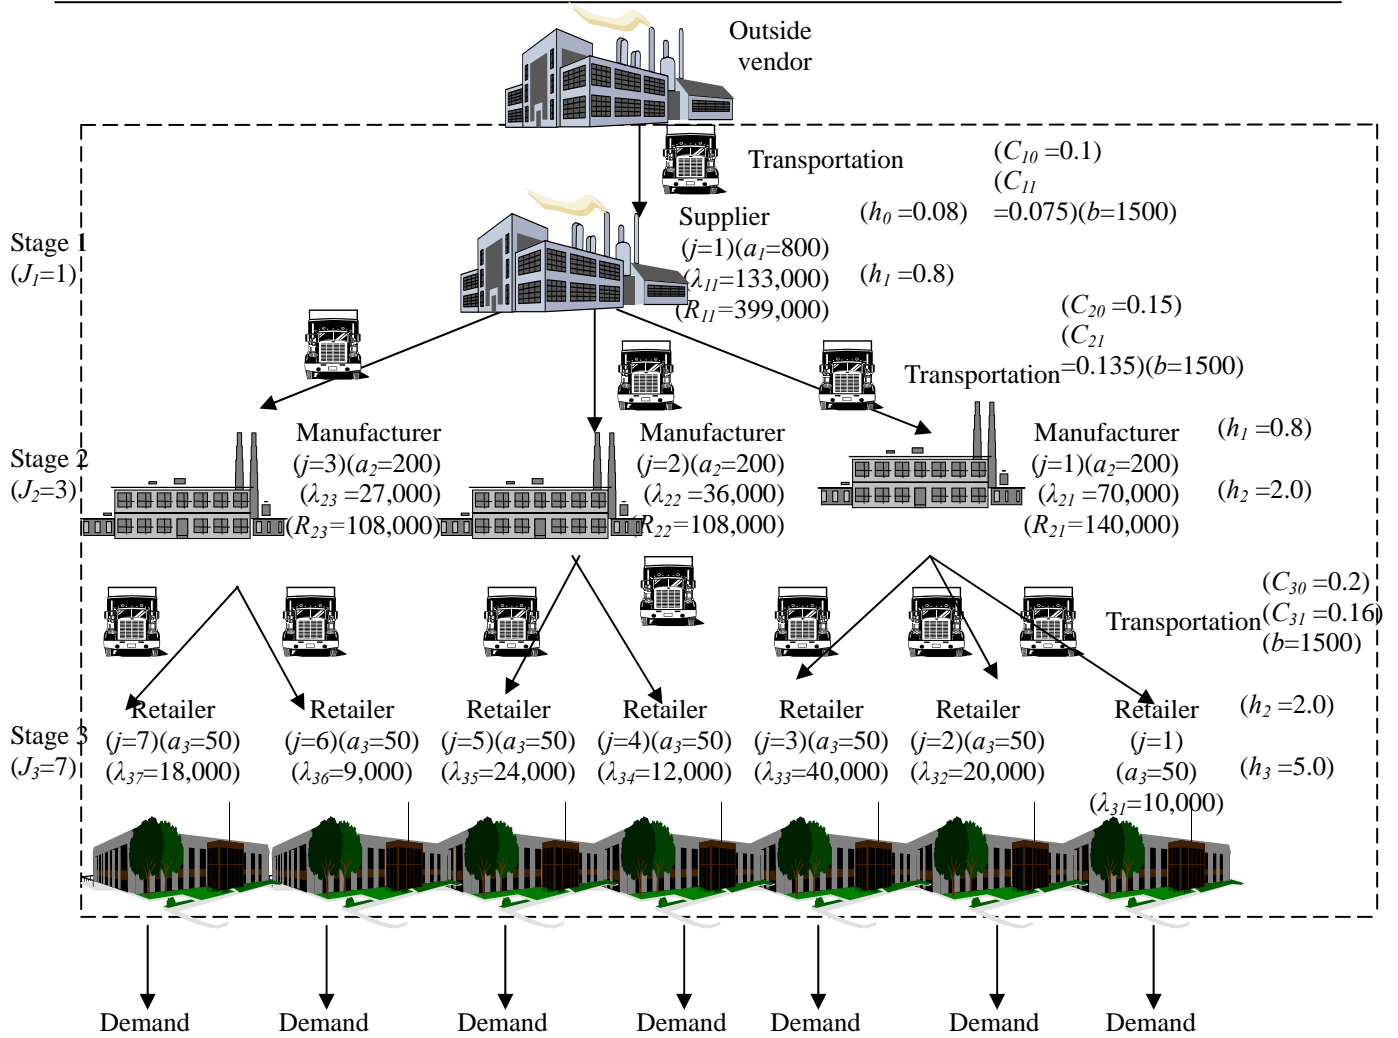 Outside
vendor
Transportation
(C10 =0.1)
(C11
=0.075)(b=1500)
(h0 =0.08)
Stage 1
(J1=1)
Supplier
(j=1)(a1=800)
(λ11=133,000)
(R11=399,000)
(h1 =0.8)
(C20 =0.15)
(C21
=0.135)(b=1500)
Transportation
Stage 2
(J2=3)
Manufacturer
(j=3)(a2=200)
(λ23 =27,000)
(R23=108,000)
Manufacturer
(j=2)(a2=200)
(λ22 =36,000)
(R22=108,000)
Manufacturer
(j=1)(a2=200)
(λ21=70,000)
(R21=140,000)
(h1 =0.8)
(h2 =2.0)
(C30 =0.2)
(C31 =0.16)
(b=1500)
Transportation
Stage 3
(J3=7)
Retailer
(j=7)(a3=50)
(λ37=18,000)
Retailer
(j=6)(a3=50)
(λ36=9,000)
Retailer
(j=5)(a3=50)
(λ35=24,000)
Retailer
(j=4)(a3=50)
(λ34=12,000)
Retailer
(j=3)(a3=50)
(λ33=40,000)
Retailer
(j=2)(a3=50)
(λ32=20,000)
Retailer
(j=1)
(a3=50)
(λ31=10,000)
(h2 =2.0)
(h3 =5.0)
Demand
Demand
Demand
Demand
Demand
Demand
Demand